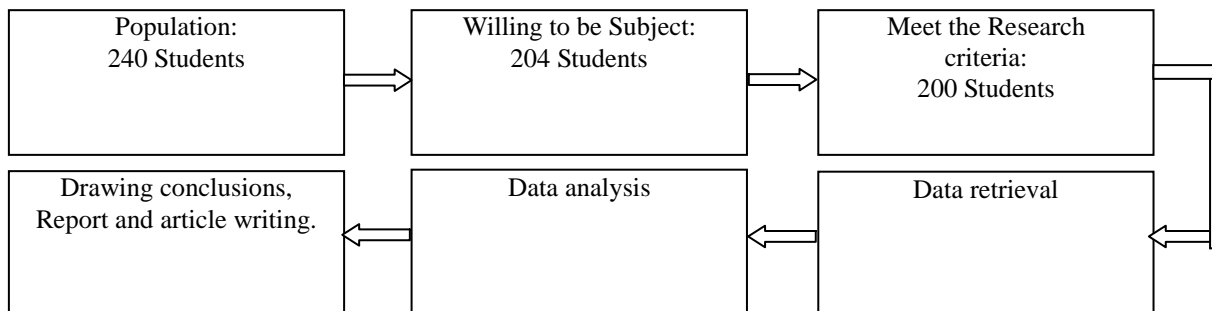 Population:
240 Students
Willing to be Subject:
204 Students
Meet the Research
criteria:
200 Students
Drawing conclusions,
Report and article writing.
Data analysis
Data retrieval